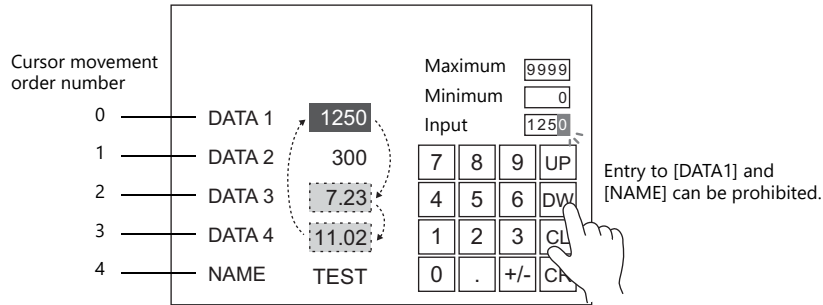 Cursor movement
order number
0 DATA 1 1250
1 DATA 2 300
2 DATA 3 7.23
3 DATA 4 11.02
4 NAME TEST
Maximum 9999
Minimum 0
Input 1250
7 8 9 UP
4 5 6 DW
1 2 3 CL
0 . +/- CR
Entry to [DATA1] and
[NAME] can be prohibited.